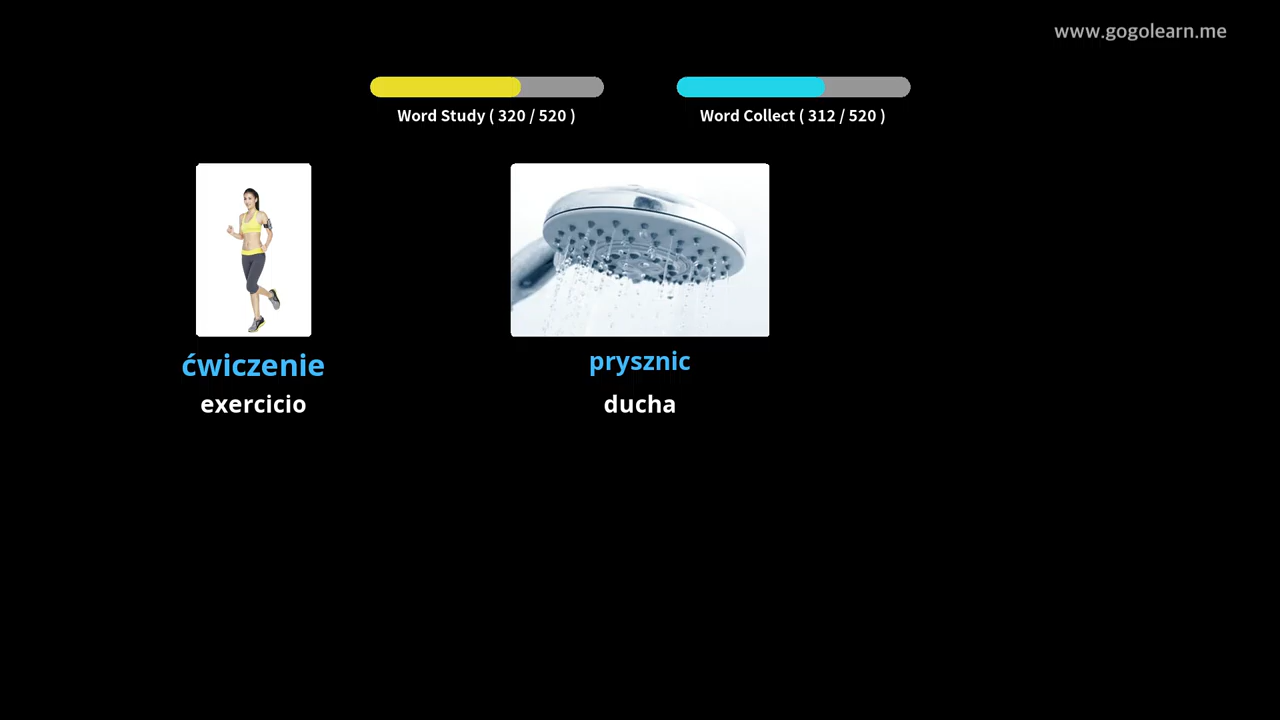 www.gogolearn.me
Word Study ( 320 / 520 )
Word Collect ( 312 / 520 )
ćwiczenie
exercicio
prysznic
ducha